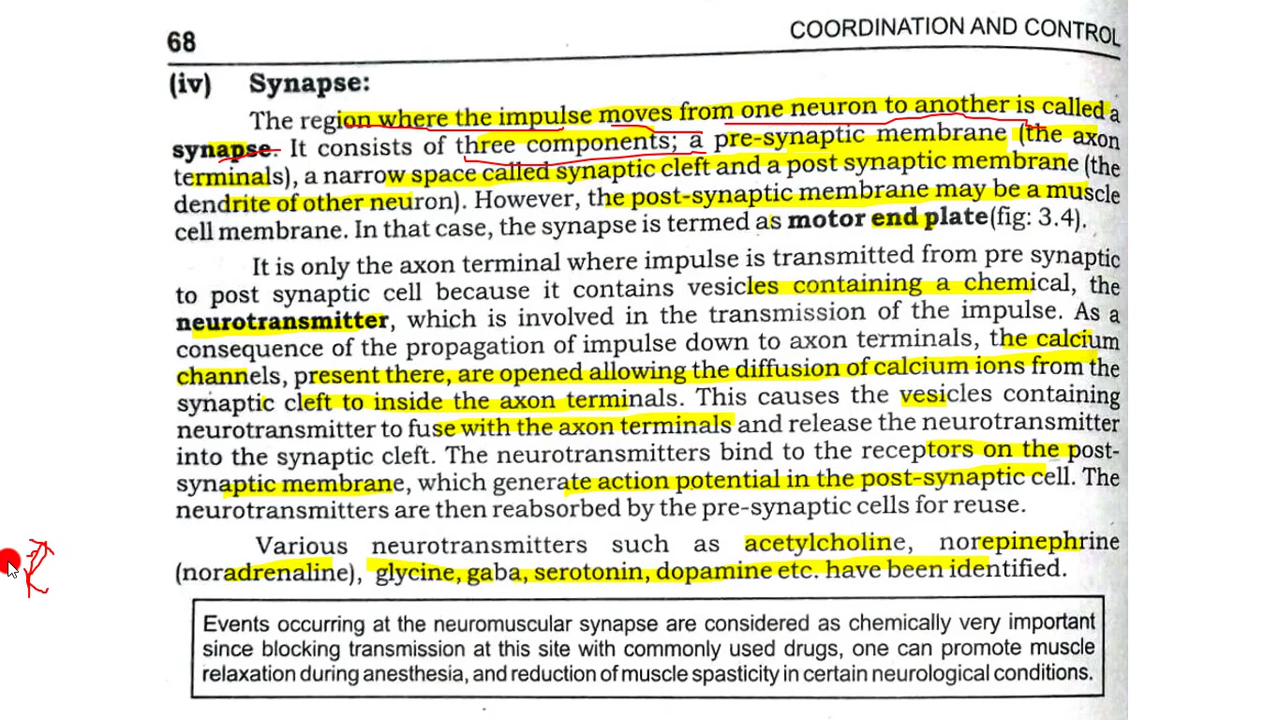 68
COORDINATION AND CONTROL
(iv) Synapse:
The region where the impulse moves from one neuron to another is called a
synapse. It consists of three components; a pre-synaptic membrane (the axon
terminals), a narrow space called synaptic cleft and a post synaptic membrane (the
dendrite of other neuron). However, the post-synaptic membrane may be a muscle
cell membrane. In that case, the synapse is termed as motor end plate(fig: 3.4).
It is only the axon terminal where impulse is transmitted from pre synaptic
to post synaptic cell because it contains vesicles containing a chemical, the
neurotransmitter, which is involved in the transmission of the impulse. As a
consequence of the propagation of impulse down to axon terminals, the calcium
channels, present there, are opened allowing the diffusion of calcium ions from the
synaptic cleft to inside the axon terminals. This causes the vesicles containing
neurotransmitter to fuse with the axon terminals and release the neurotransmitter
into the synaptic cleft. The neurotransmitters bind to the receptors on the post-
synaptic membrane, which generate action potential in the post-synaptic cell. The
neurotransmitters are then reabsorbed by the pre-synaptic cells for reuse.
Various neurotransmitters such as acetylcholine, norepinephrine
(noradrenaline), glycine, gaba, serotonin, dopamine etc. have been identified.
Events occurring at the neuromuscular synapse are considered as chemically very important
since blocking transmission at this site with commonly used drugs, one can promote muscle
relaxation during anesthesia, and reduction of muscle spasticity in certain neurological conditions.